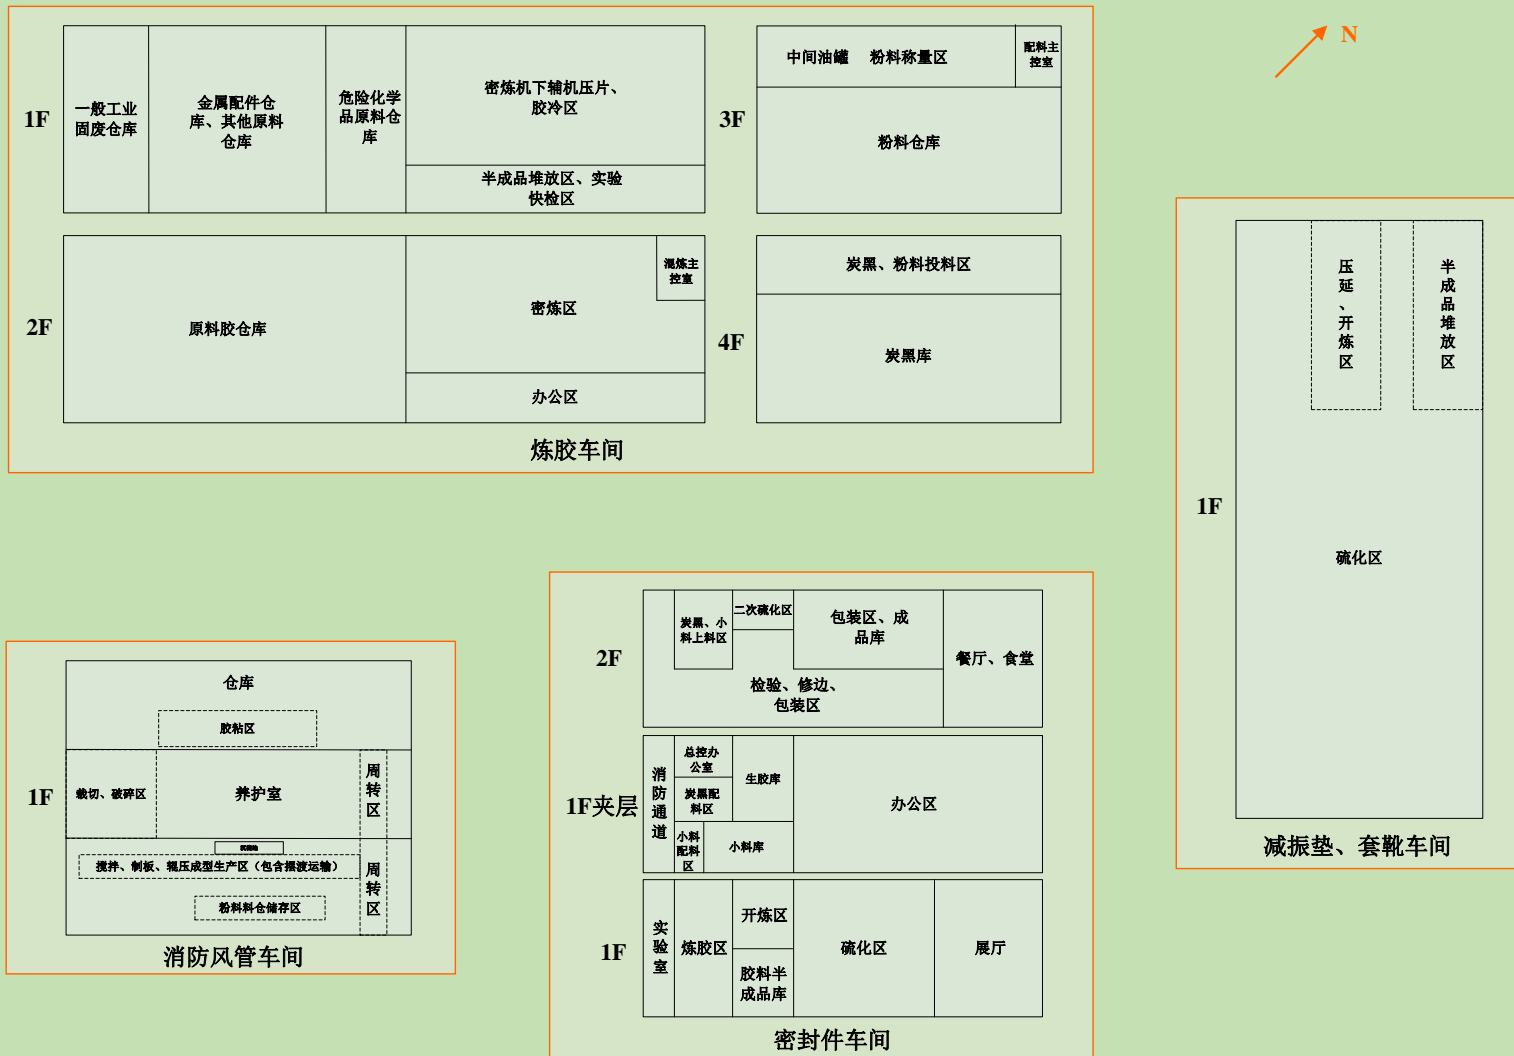 N
1F
一般工业
固废仓库
金属配件仓
库、其他原料
仓库
危险化学
品原料仓
库
密炼机下辅机压片、
胶冷区
半成品堆放区、实验
快检区
3F
中间油罐
粉料称量区
配料主
控室
粉料仓库
2F
原料胶仓库
密炼区
混炼主
控室
办公区
4F
炭黑、粉料投料区
炭黑库
炼胶车间
1F
压
延
、
开
炼
区
半
成
品
堆
放
区
硫化区
减振垫、套靴车间
1F
仓库
胶粘区
裁切、破碎区
养护室
周
转
区
搅拌、制板、辊压成型生产区（包含摆渡运输）
周
转
区
粉料料仓储存区
消防风管车间
2F
炭黑、小
料上料区
二次硫化区
包装区、成
品库
餐厅、食堂
检验、修边、
包装区
1F夹层
消
防
通
道
总控办
公室
炭黑配
料区
生胶库
小料
配料
区
小料库
办公区
1F
实
验
室
炼胶区
开炼区
胶料半
成品库
硫化区
展厅
密封件车间